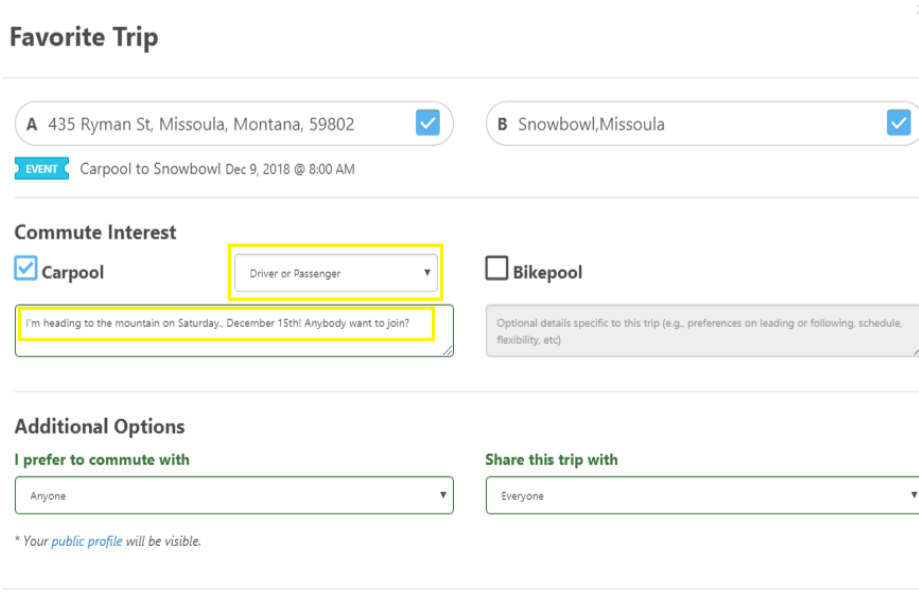 Favorite Trip
A 435 Ryman St, Missoula, Montana, 59802
B Snowbowl,Missoula
EVENT Carpool to Snowbowl Dec 9, 2018 @ 8:00 AM
Commute Interest
Carpool
Driver or Passenger
Bikepool
I'm heading to the mountain on Saturday., December 15th! Anybody want to join?
Optional details specific to this trip (e.g., preferences on leading or following, schedule,
flexibility, etc)
Additional Options
I prefer to commute with
Share this trip with
Anyone
Everyone
* Your public profile will be visible.